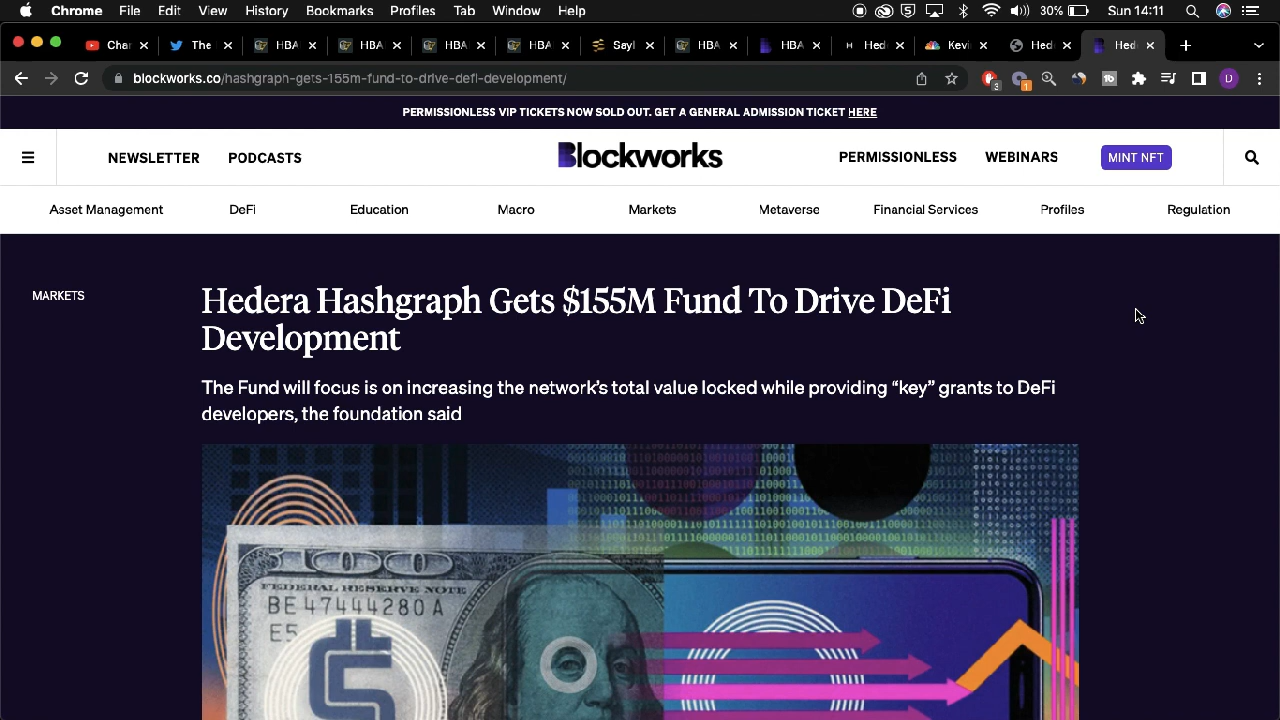 Chrome File Edit View History Bookmarks Profiles Tab Window Help 30% Sun 14:11
Cha The HBA HBA HBA HBA Sayl HBA HBA Hed Kevi Hed Hed
blockworks.co/hashgraph-gets-155m-fund-to-drive-defi-development/ 3 1 D
PERMISSIONLESS VIP TICKETS NOW SOLD OUT. GET A GENERAL ADMISSION TICKET HERE
NEWSLETTER PODCASTS Blockworks PERMISSIONLESS WEBINARS MINT NFT
Asset Management DeFi Education Macro Markets Metaverse Financial Services Profiles Regulation
MARKETS
Hedera Hashgraph Gets $155M Fund To Drive DeFi
Development
The Fund will focus is on increasing the network's total value locked while providing “key” grants to DeFi
developers, the foundation said
100
FEDERAL RESERVE NOTE
BE 47444280 A
E5
$